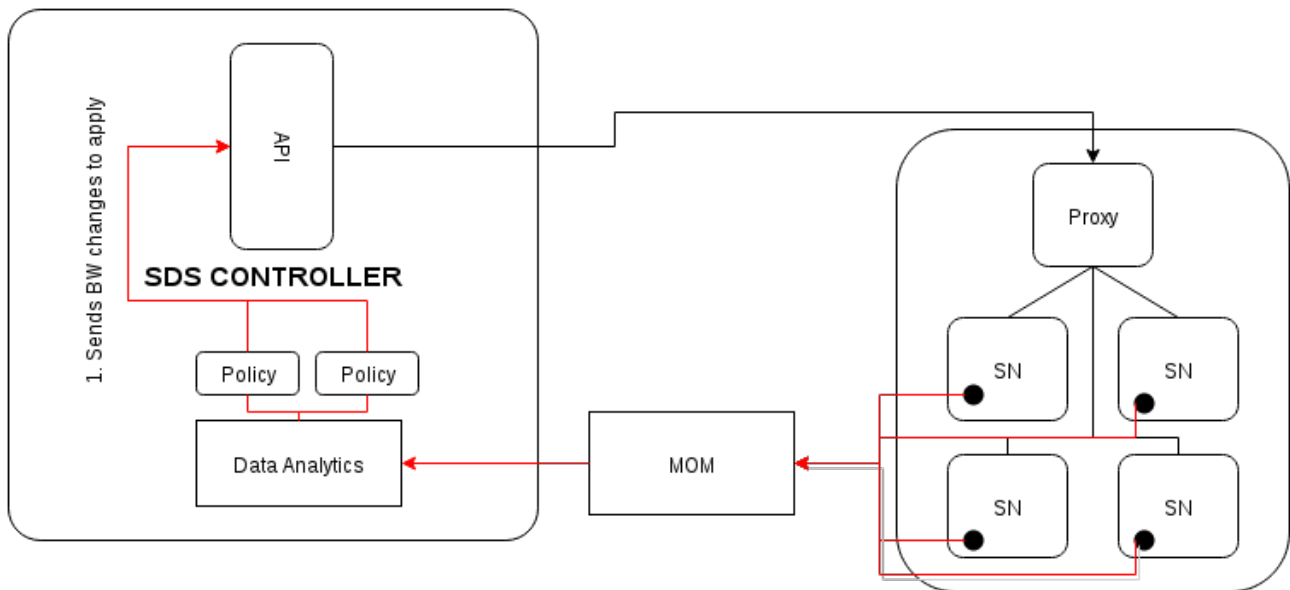 1. Sends BW changes to apply
API
SDS CONTROLLER
Policy
Policy
Data Analytics
MOM
Proxy
SN
SN
SN
SN